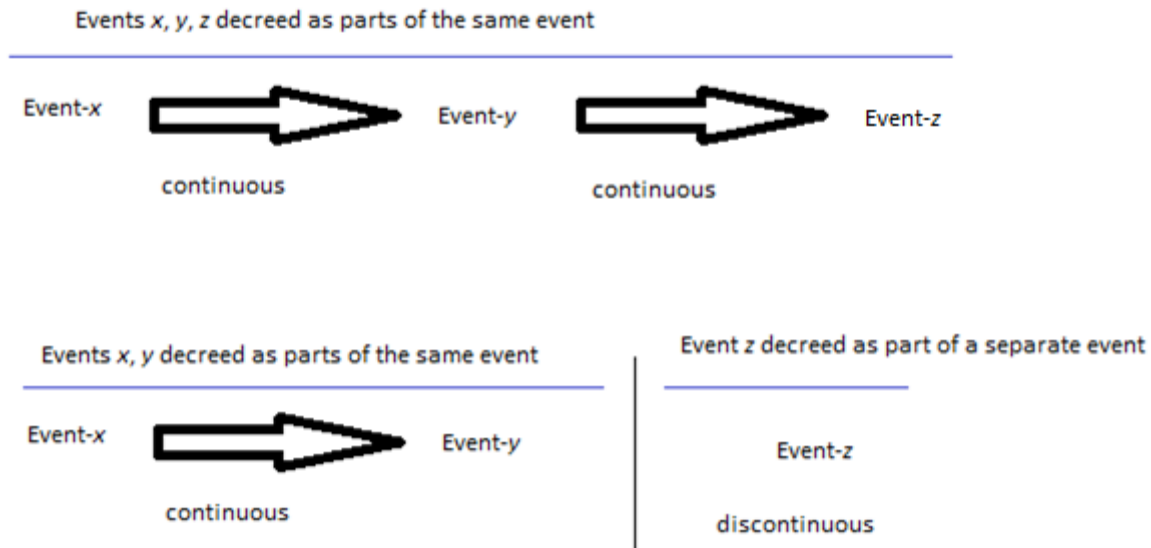 Events x, y, z decreed as parts of the same event
Event-x
Event-y
Event-z
continuous
continuous
Events x, y decreed as parts of the same event
Event z decreed as part of a separate event
Event-x
Event-y
Event-z
continuous
discontinuous